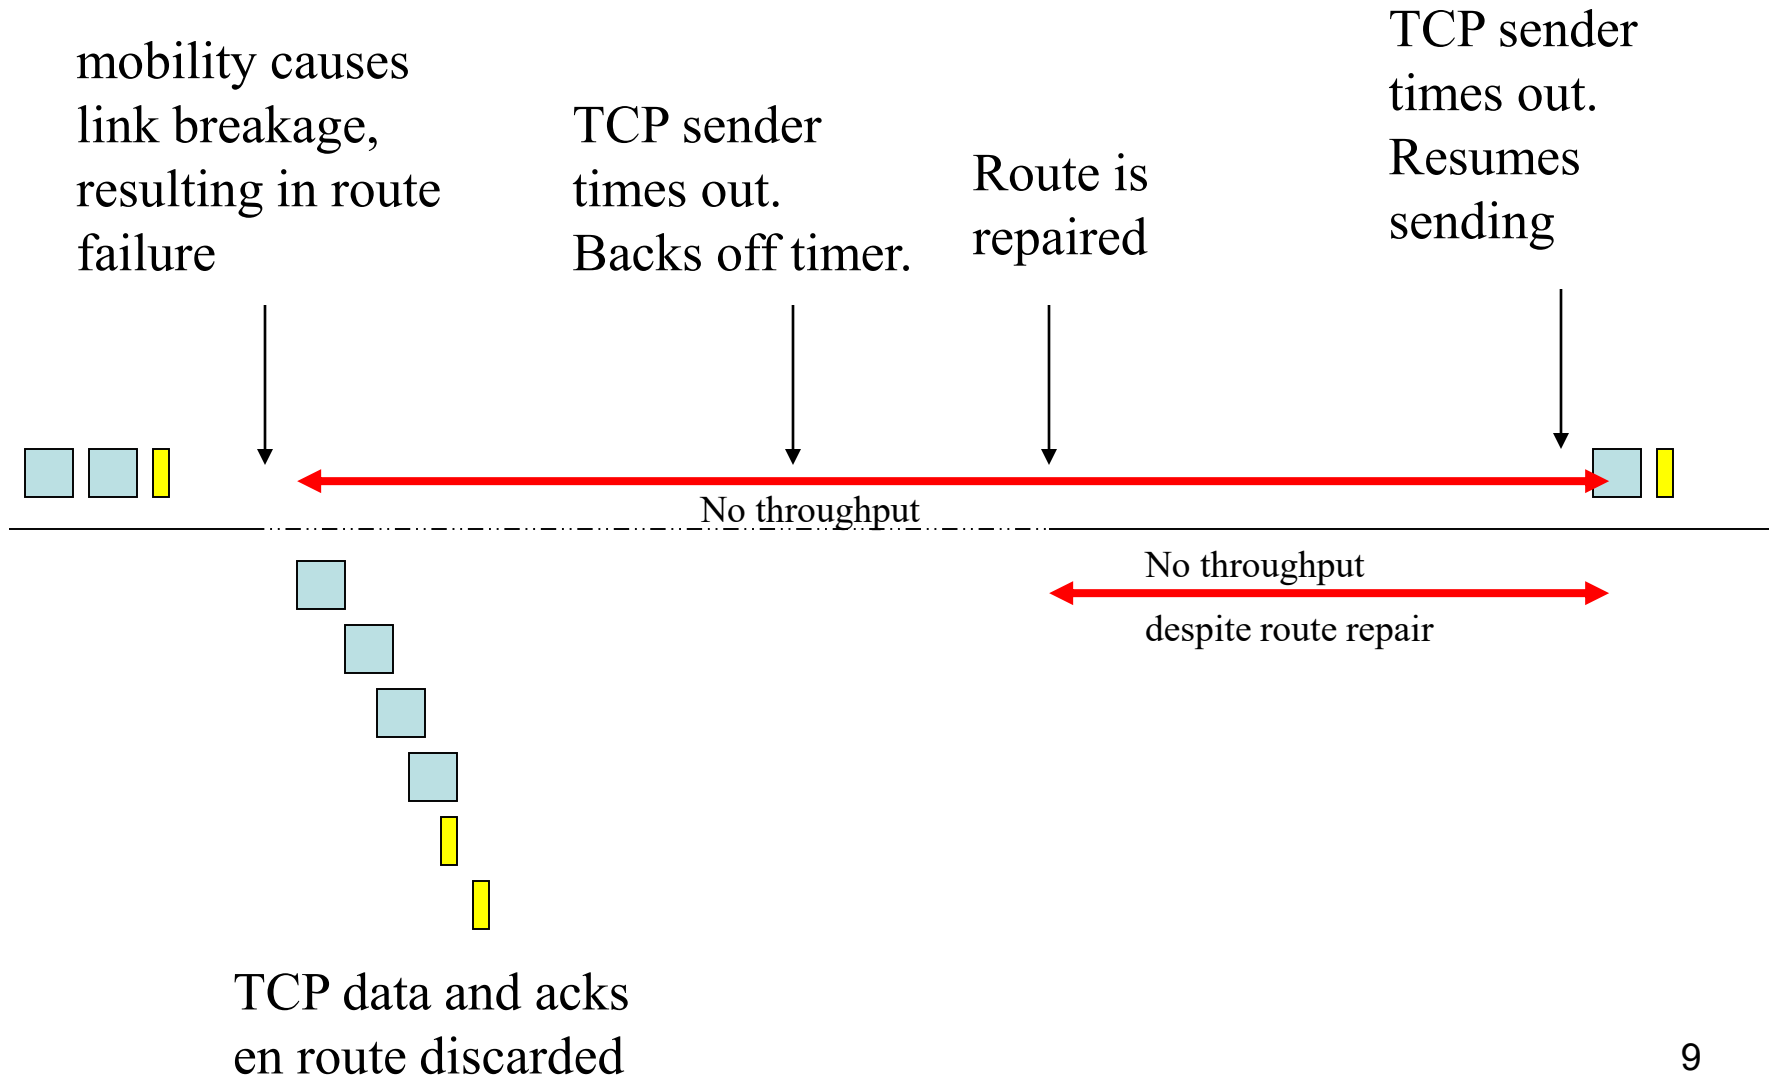 mobility causes
link breakage,
resulting in route
failure
TCP sender
times out.
Backs off timer.
Route is
repaired
TCP sender
times out.
Resumes
sending
No throughput
No throughput
despite route repair
TCP data and acks
en route discarded
9